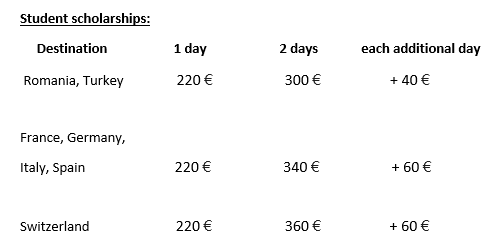 Student scholarships:
Destination 1 day 2 days each additional day
Romania, Turkey 220 € 300 € + 40 €
France, Germany,
Italy, Spain 220 € 340 € + 60 €
Switzerland 220 € 360 € + 60 €